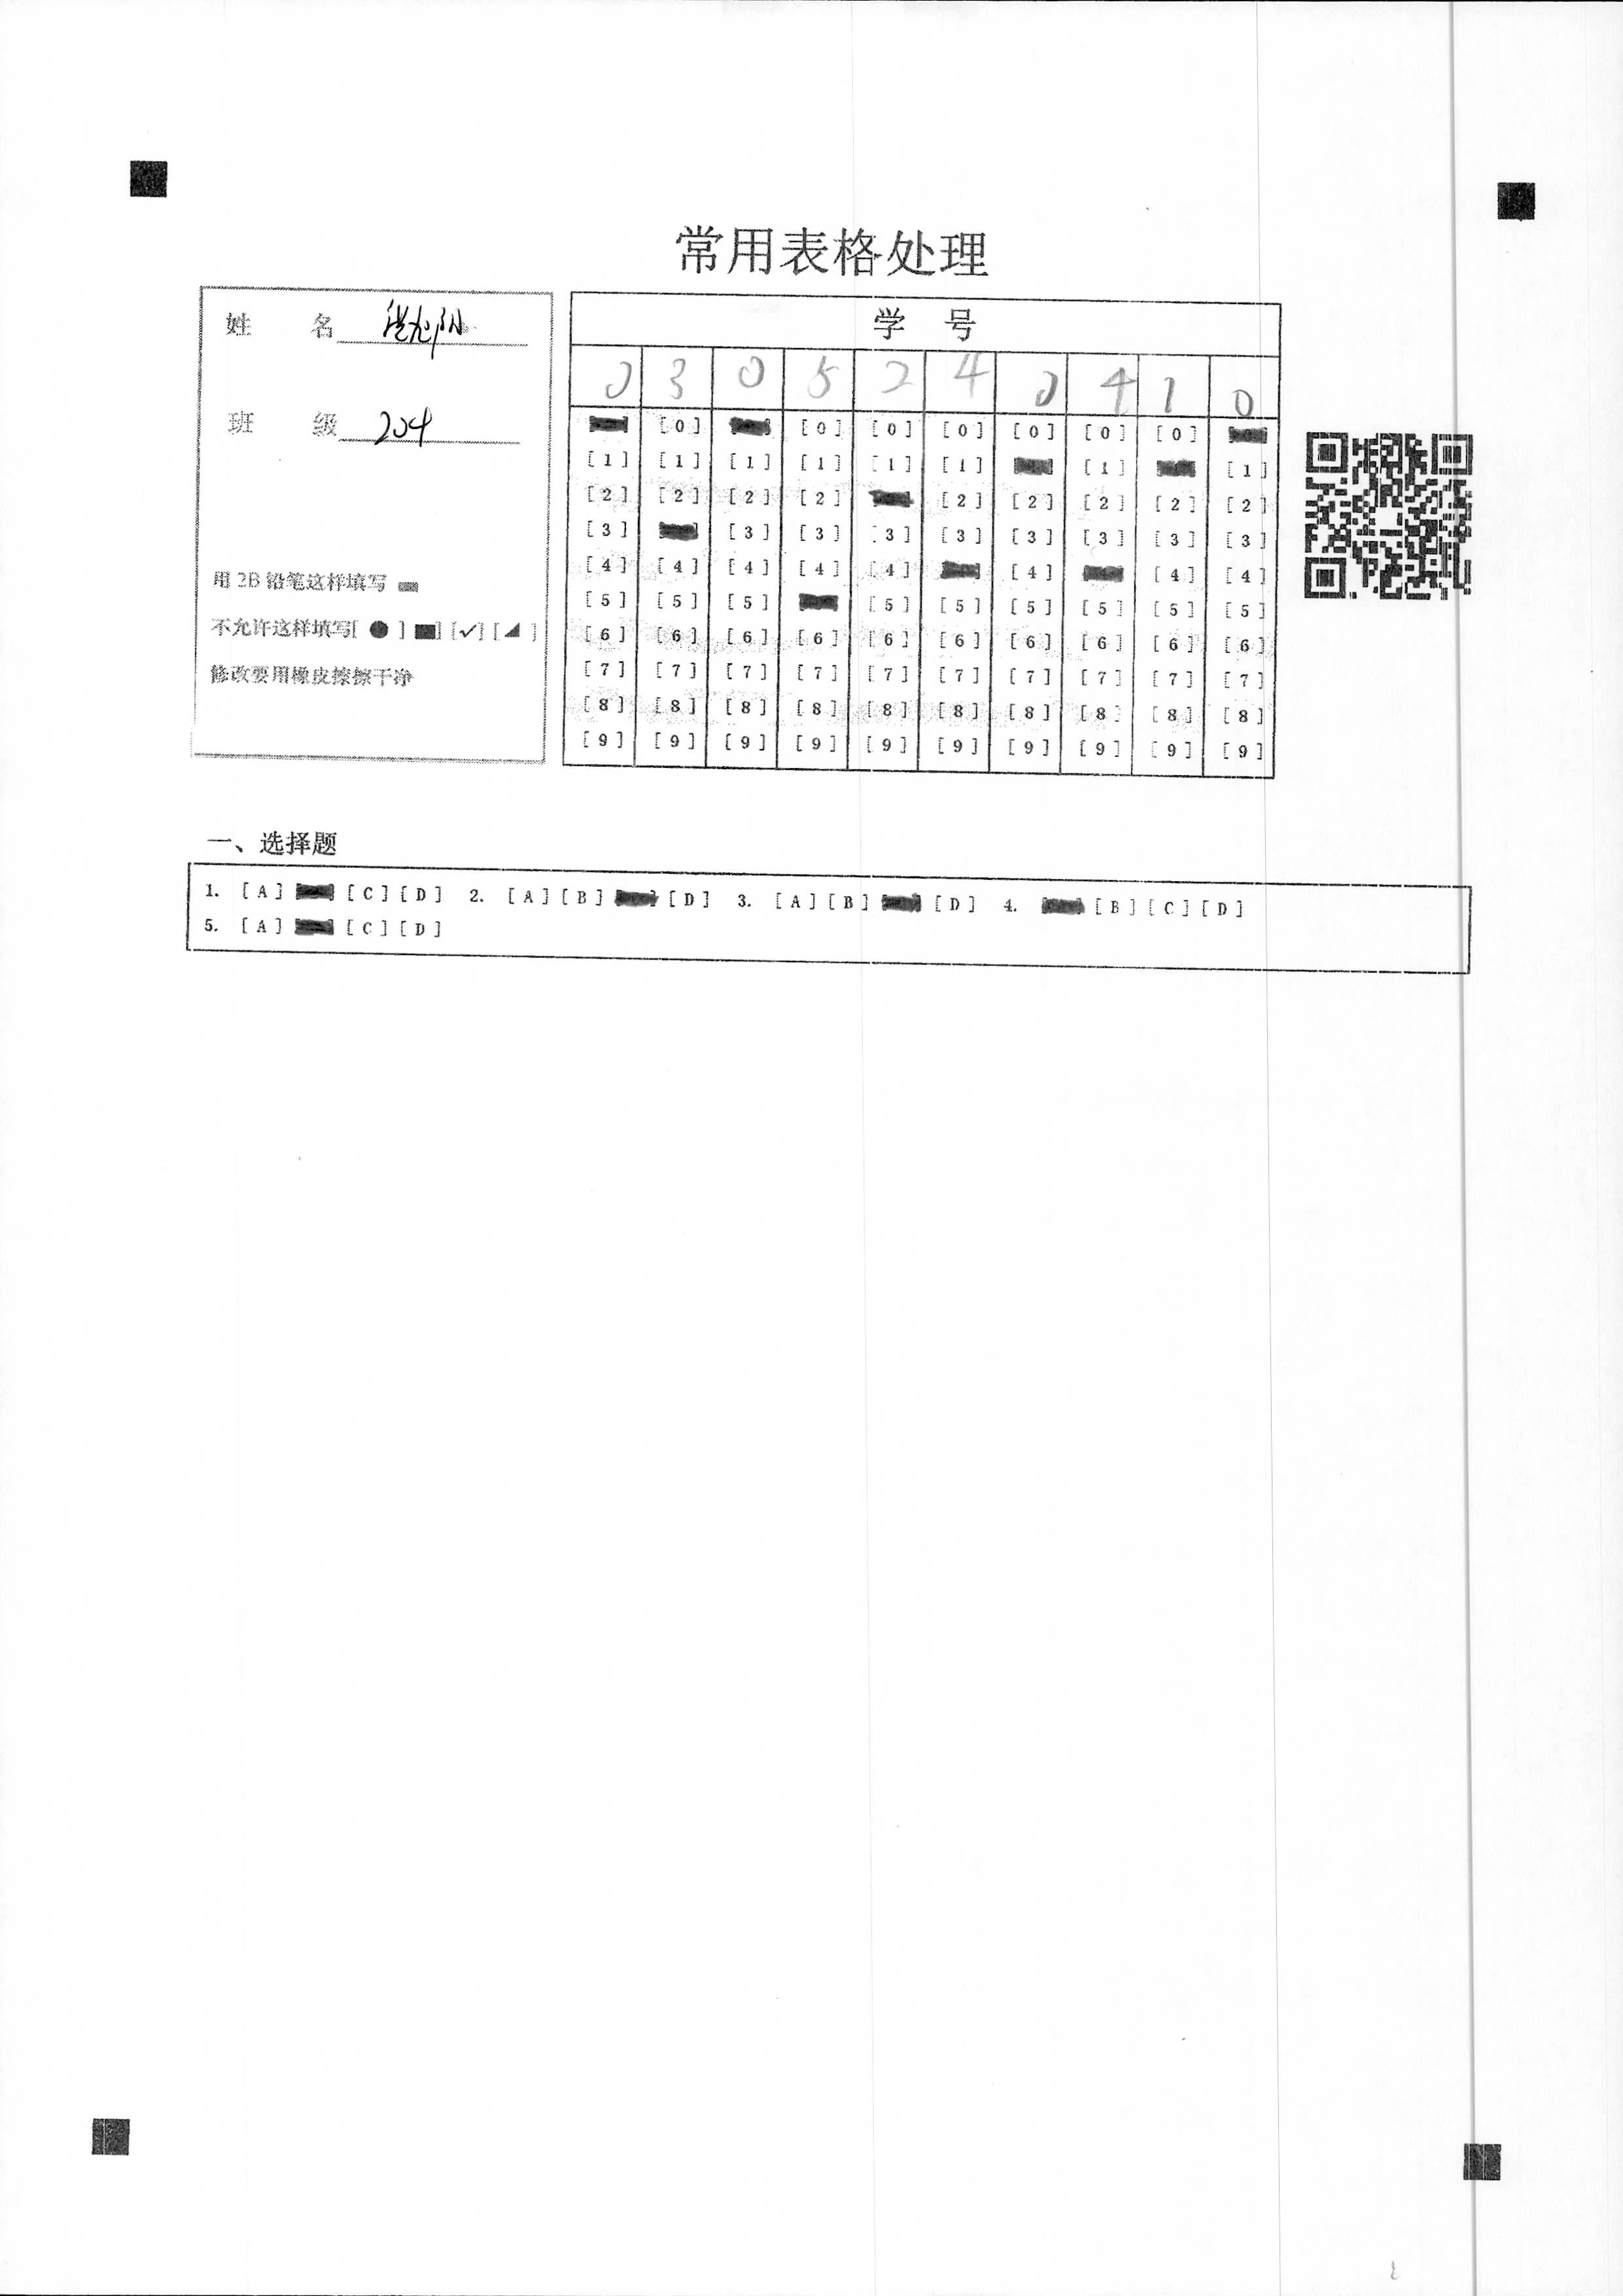 常用表格处理
姓 名
班 级 204
用 2B 铅笔这样填写
不允许这样填写[ ● ] ■] [✓] [◢ ]
修改要用橡皮擦擦干净
学 号
0 3 0 5 2 4 0 4 1 0
[0] [0] [0] [0] [0] [0] [0]
[1] [1] [1] [1] [1] [1] [1] [1]
[2] [2] [2] [2] [2] [2] [2] [2] [2]
[3] [3] [3] [3] [3] [3] [3] [3] [3]
[4] [4] [4] [4] [4] [4] [4] [4]
[5] [5] [5] [5] [5] [5] [5] [5] [5]
[6] [6] [6] [6] [6] [6] [6] [6] [6] [6]
[7] [7] [7] [7] [7] [7] [7] [7] [7] [7]
[8] [8] [8] [8] [8] [8] [8] [8] [8] [8]
[9] [9] [9] [9] [9] [9] [9] [9] [9] [9]
一、选择题
1. [A] [C] [D] 2. [A] [B] [D] 3. [A] [B] [D] 4. [B] [C] [D]
5. [A] [C] [D]